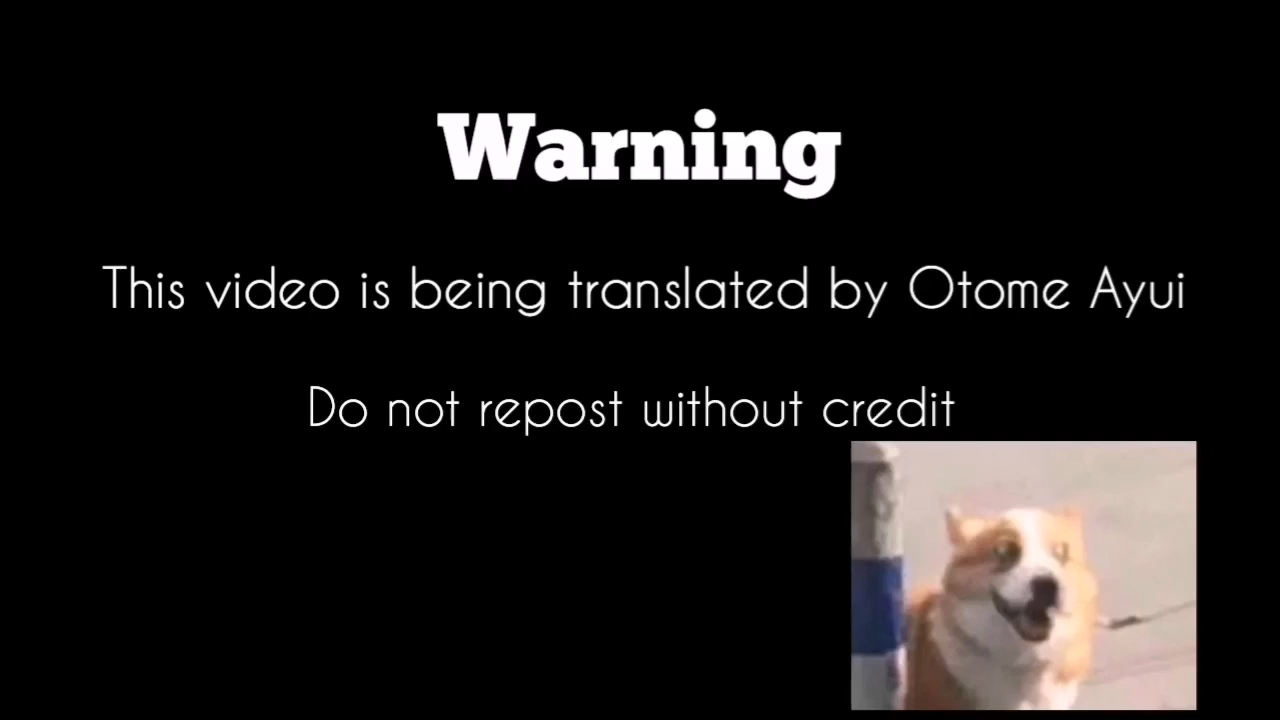 Warning
This video is being translated by Otome Ayui
Do not repost without credit